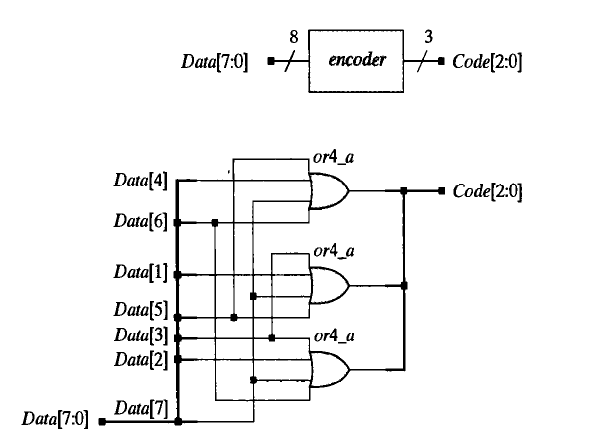 8 3
Data[7:0] encoder Code[2:0]
or4_a
Data[4]
Code[2:0]
Data[6]
or4_a
Data[1]
Data[5]
Data[3] or4_a
Data[2]
Data[7]
Data[7:0]